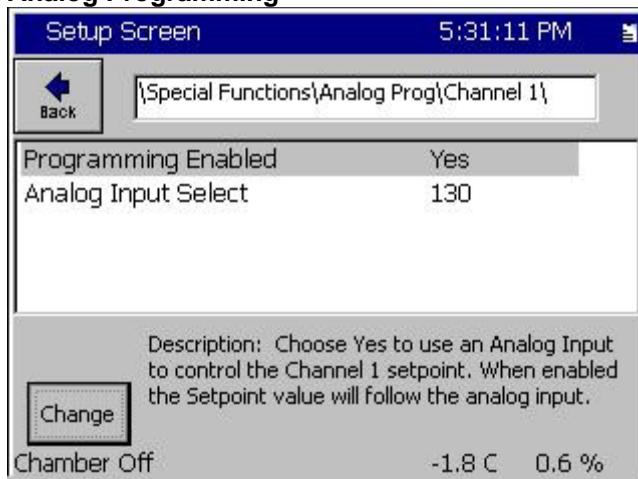 Analog Programming
Setup Screen 5:31:11 PM
Back
\Special Functions\Analog Prog\Channel 1\
Programming Enabled Yes
Analog Input Select 130
Description: Choose Yes to use an Analog Input
to control the Channel 1 setpoint. When enabled
the Setpoint value will follow the analog input.
Change
Chamber Off -1.8 C 0.6 %